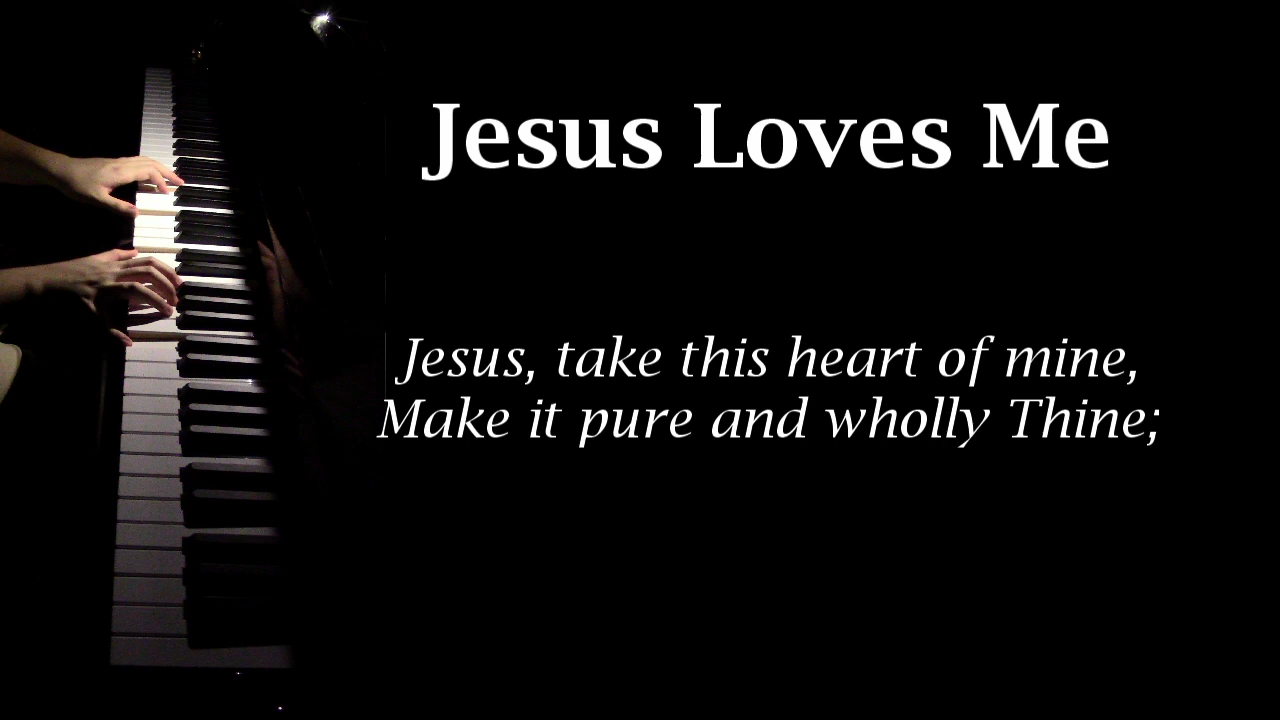 Jesus Loves Me
Jesus, take this heart of mine,
Make it pure and wholly Thine;